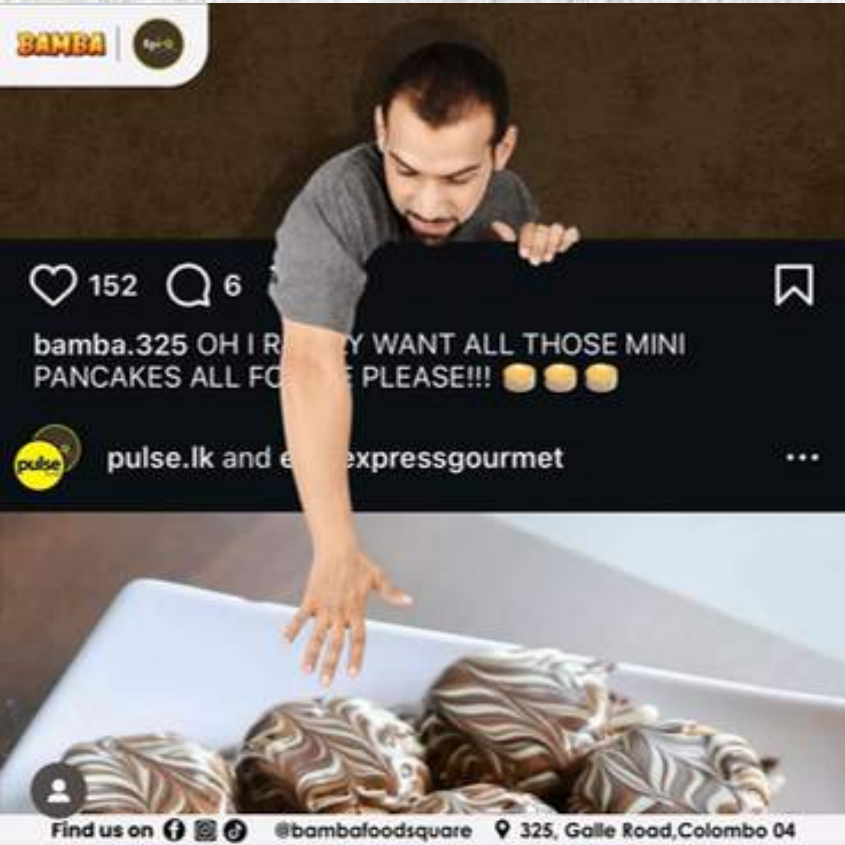 BAMBA
152 6
bamba.325 OH I R Y WANT ALL THOSE MINI
PANCAKES ALL FO E PLEASE!!!
pulse
pulse.lk and e expressgourmet
Find us on @bambafoodsquare 325, Galle Road,Colombo 04